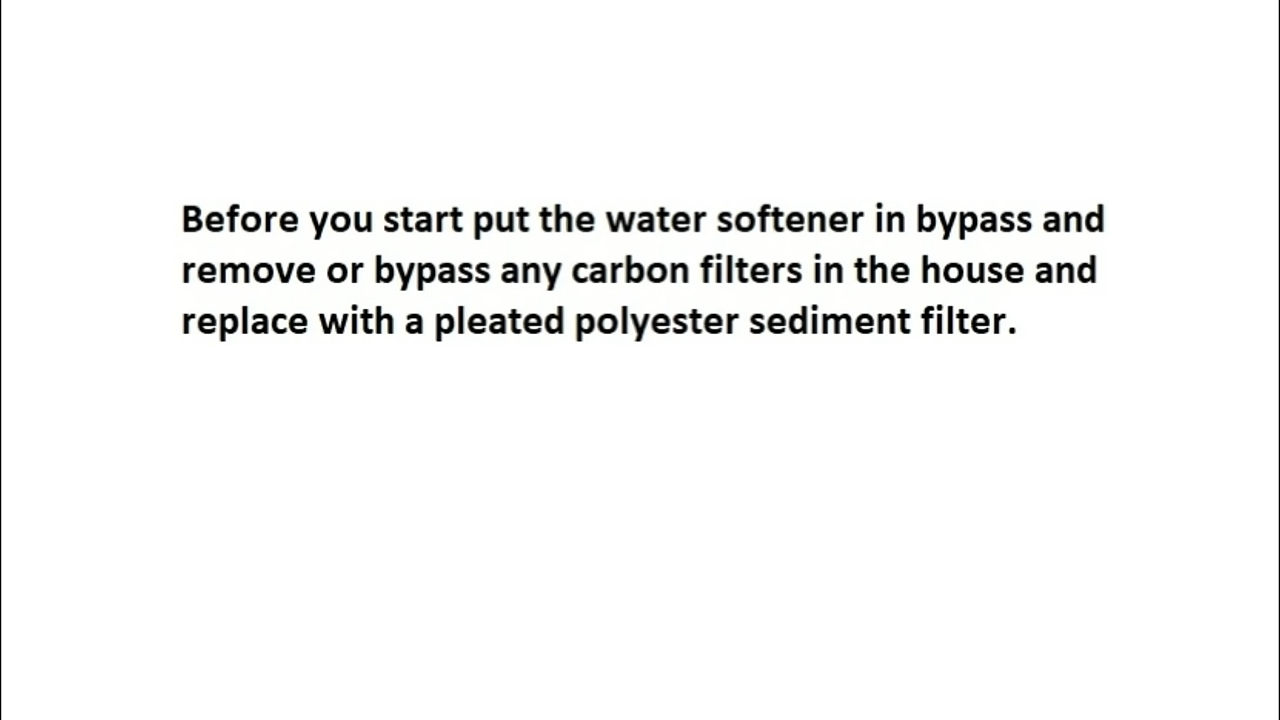 Before you start put the water softener in bypass and
remove or bypass any carbon filters in the house and
replace with a pleated polyester sediment filter.